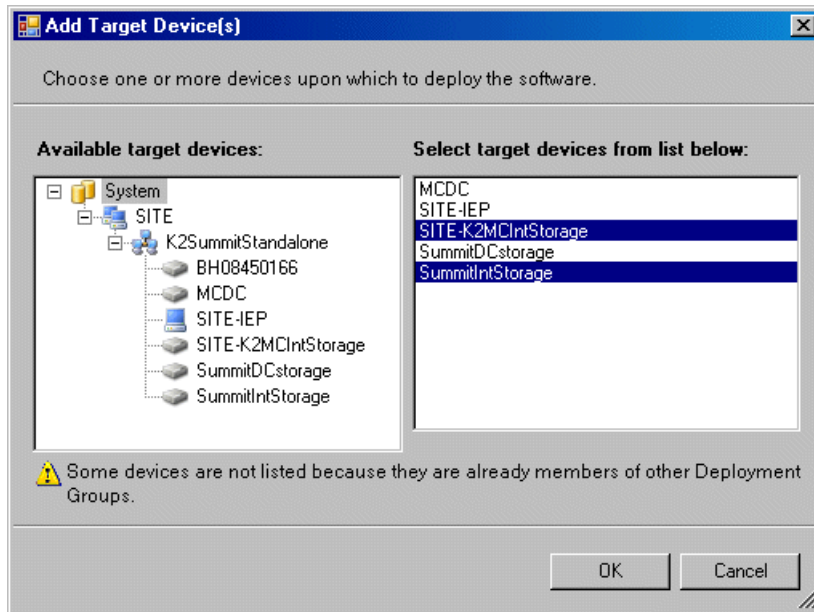 Add Target Device(s)
Choose one or more devices upon which to deploy the software.
Available target devices:
System
SITE
K2SummitStandalone
BH08450166
MCDC
SITE-IEP
SITE-K2MCIntStorage
SummitDCstorage
SummitIntStorage
Select target devices from list below:
MCDC
SITE-IEP
SITE-K2MCIntStorage
SummitDCstorage
SummitIntStorage
Some devices are not listed because they are already members of other Deployment
Groups.
OK
Cancel